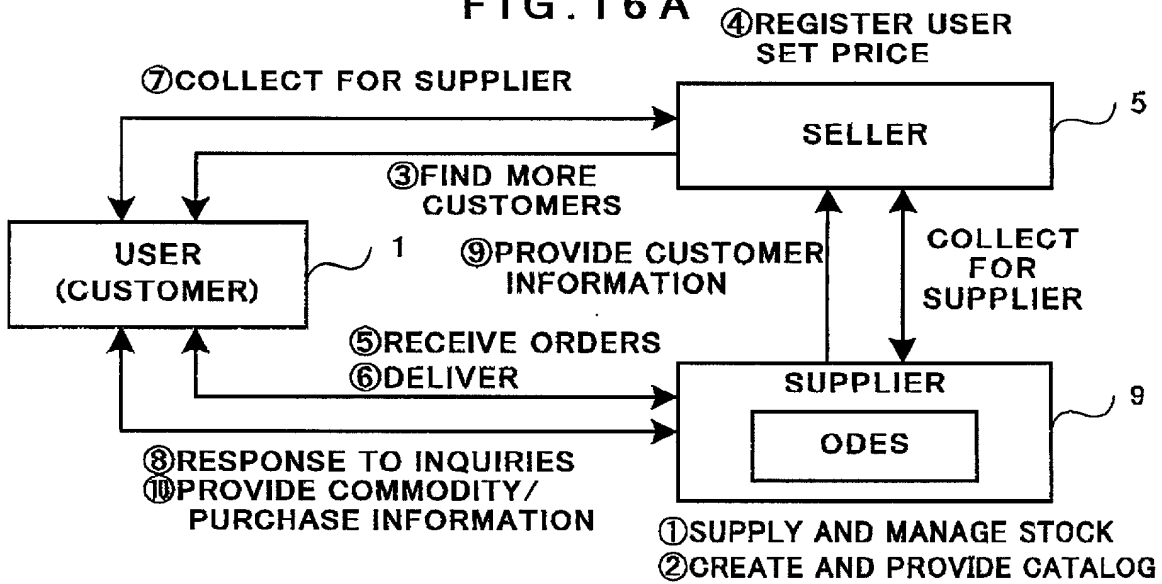 FIG.16A
④REGISTER USER
SET PRICE
⑦COLLECT FOR SUPPLIER
5
SELLER
③FIND MORE
CUSTOMERS
USER
(CUSTOMER)
1
⑨PROVIDE CUSTOMER
INFORMATION
COLLECT
FOR
SUPPLIER
⑤RECEIVE ORDERS
⑥DELIVER
SUPPLIER
9
ODES
⑧RESPONSE TO INQUIRIES
⑩PROVIDE COMMODITY/
PURCHASE INFORMATION
①SUPPLY AND MANAGE STOCK
②CREATE AND PROVIDE CATALOG